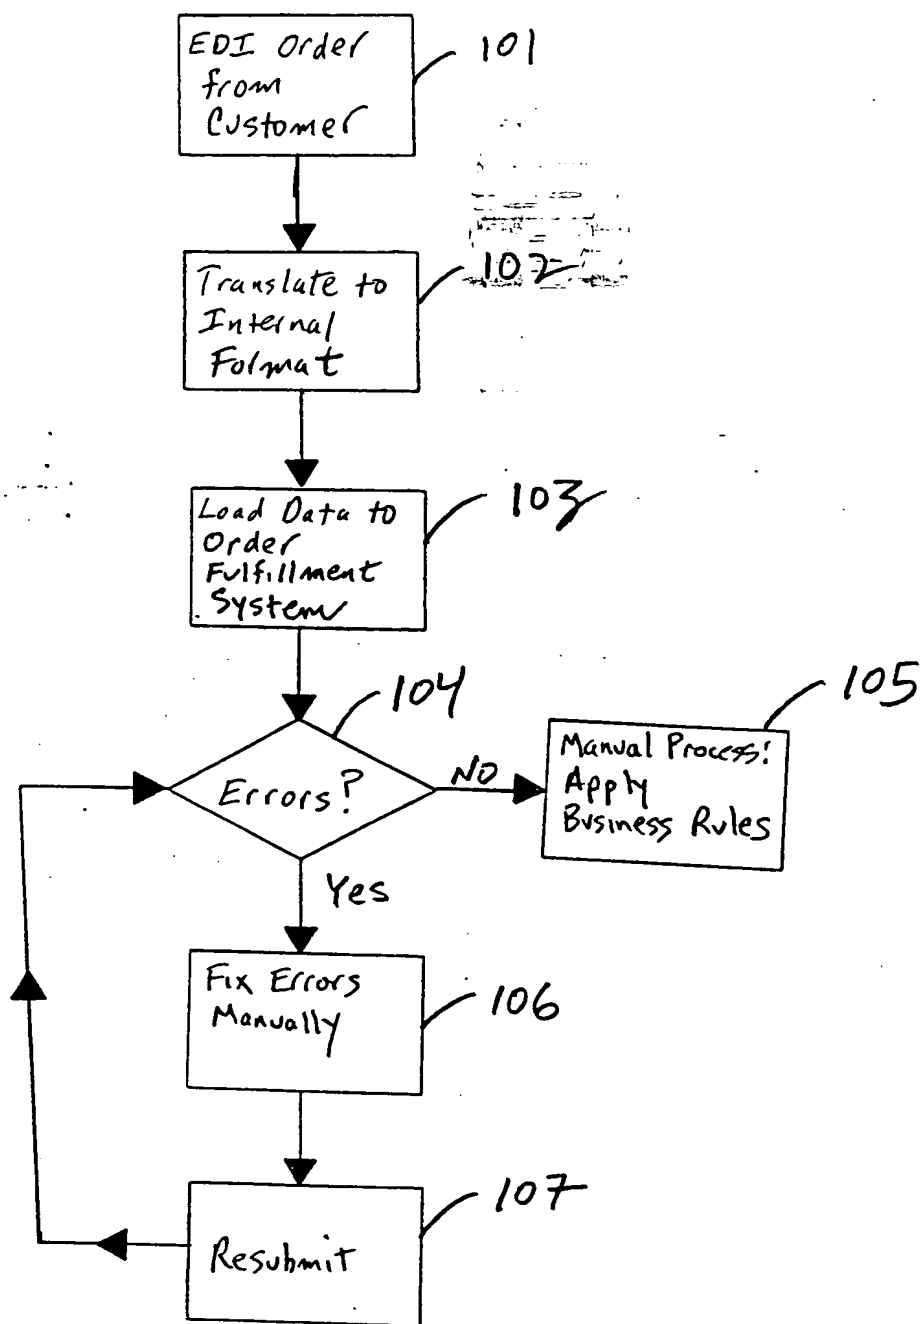 EDI Order
from
Customer
101
Translate to
Internal
Format
102
Load Data to
Order
Fulfillment
System
103
104
Errors?
NO
105
Manual Process:
Apply
Business Rules
Yes
Fix Errors
Manually
106
107
Resubmit